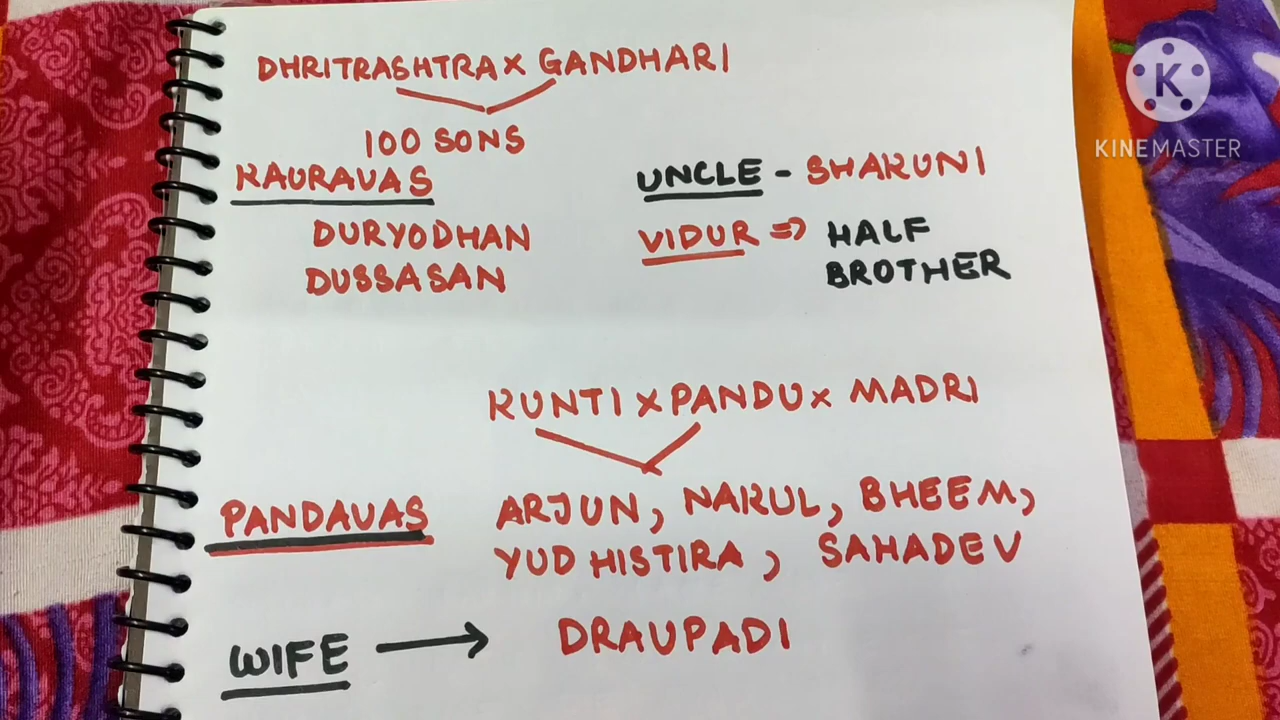 DHRITRASHTRA x GANDHARI
100 SONS
KAURAVAS
DURYODHAN
DUSSASAN
UNCLE - SHAKUNI
VIDUR => HALF
BROTHER
KUNTI x PANDU x MADRI
PANDAVAS
ARJUN, NAKUL, BHEEM,
YUDHISTIRA, SAHADEV
WIFE → DRAUPADI
K
KINEMASTER